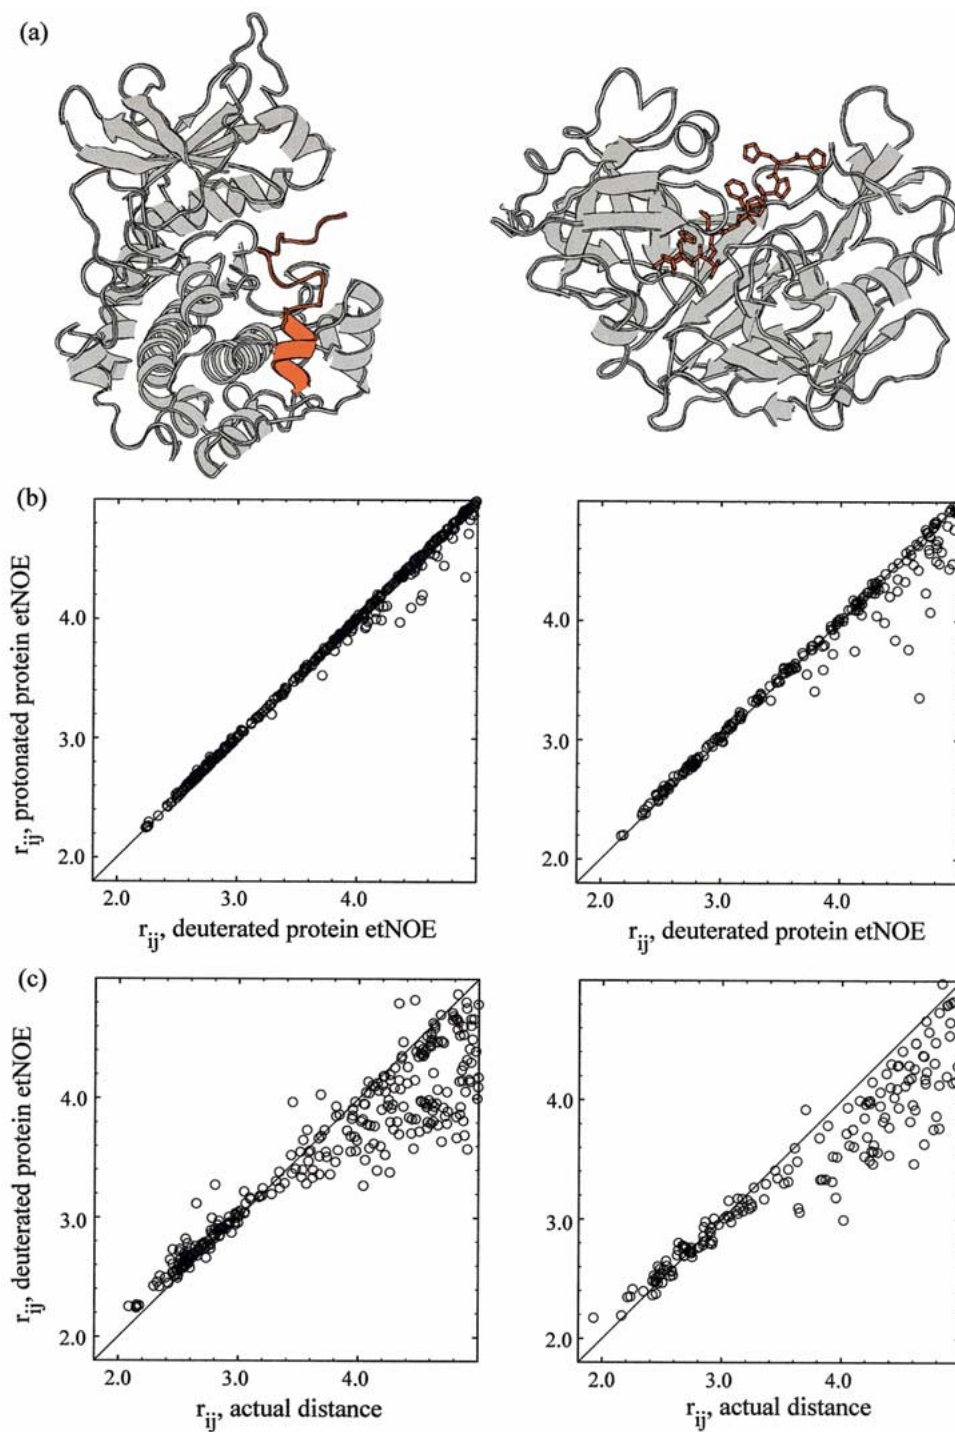 (a)
(b)
r_ij, protonated protein etNOE
4.0
3.0
2.0
2.0 3.0 4.0
r_ij, deuterated protein etNOE
4.0
3.0
2.0
2.0 3.0 4.0
r_ij, deuterated protein etNOE
(c)
r_ij, deuterated protein etNOE
4.0
3.0
2.0
2.0 3.0 4.0
r_ij, actual distance
4.0
3.0
2.0
2.0 3.0 4.0
r_ij, actual distance